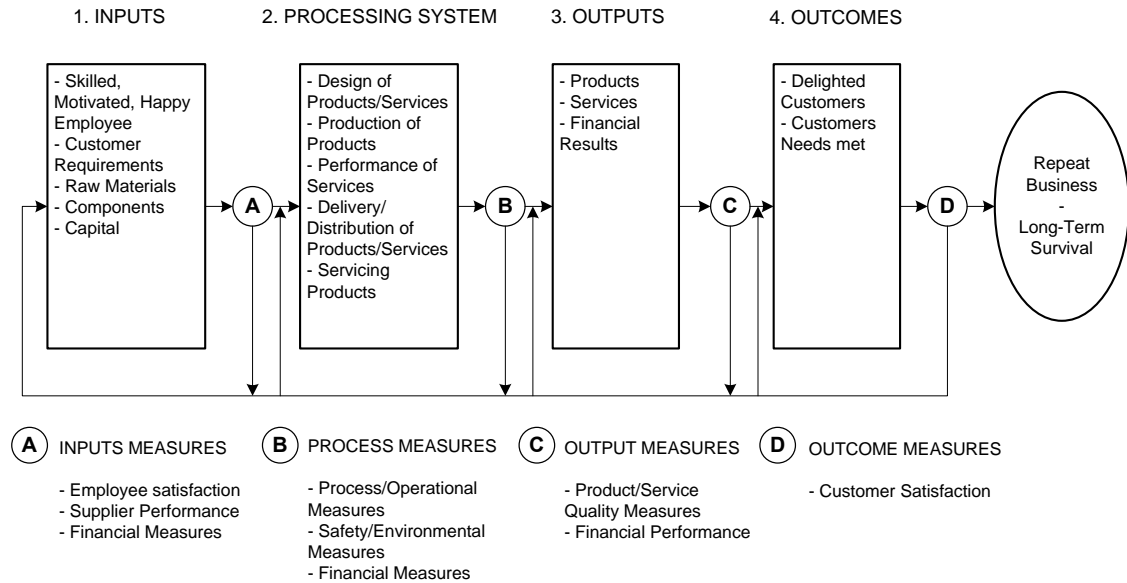 1. INPUTS
2. PROCESSING SYSTEM
3. OUTPUTS
4. OUTCOMES
- Skilled,
Motivated, Happy
Employee
- Customer
Requirements
- Raw Materials
- Components
- Capital
A
- Design of
Products/Services
- Production of
Products
- Performance of
Services
- Delivery/
Distribution of
Products/Services
- Servicing
Products
B
- Products
- Services
- Financial
Results
C
- Delighted
Customers
- Customers
Needs met
D
Repeat
Business
-
Long-Term
Survival
A INPUTS MEASURES
- Employee satisfaction
- Supplier Performance
- Financial Measures
B PROCESS MEASURES
- Process/Operational
Measures
- Safety/Environmental
Measures
- Financial Measures
C OUTPUT MEASURES
- Product/Service
Quality Measures
- Financial Performance
D OUTCOME MEASURES
- Customer Satisfaction